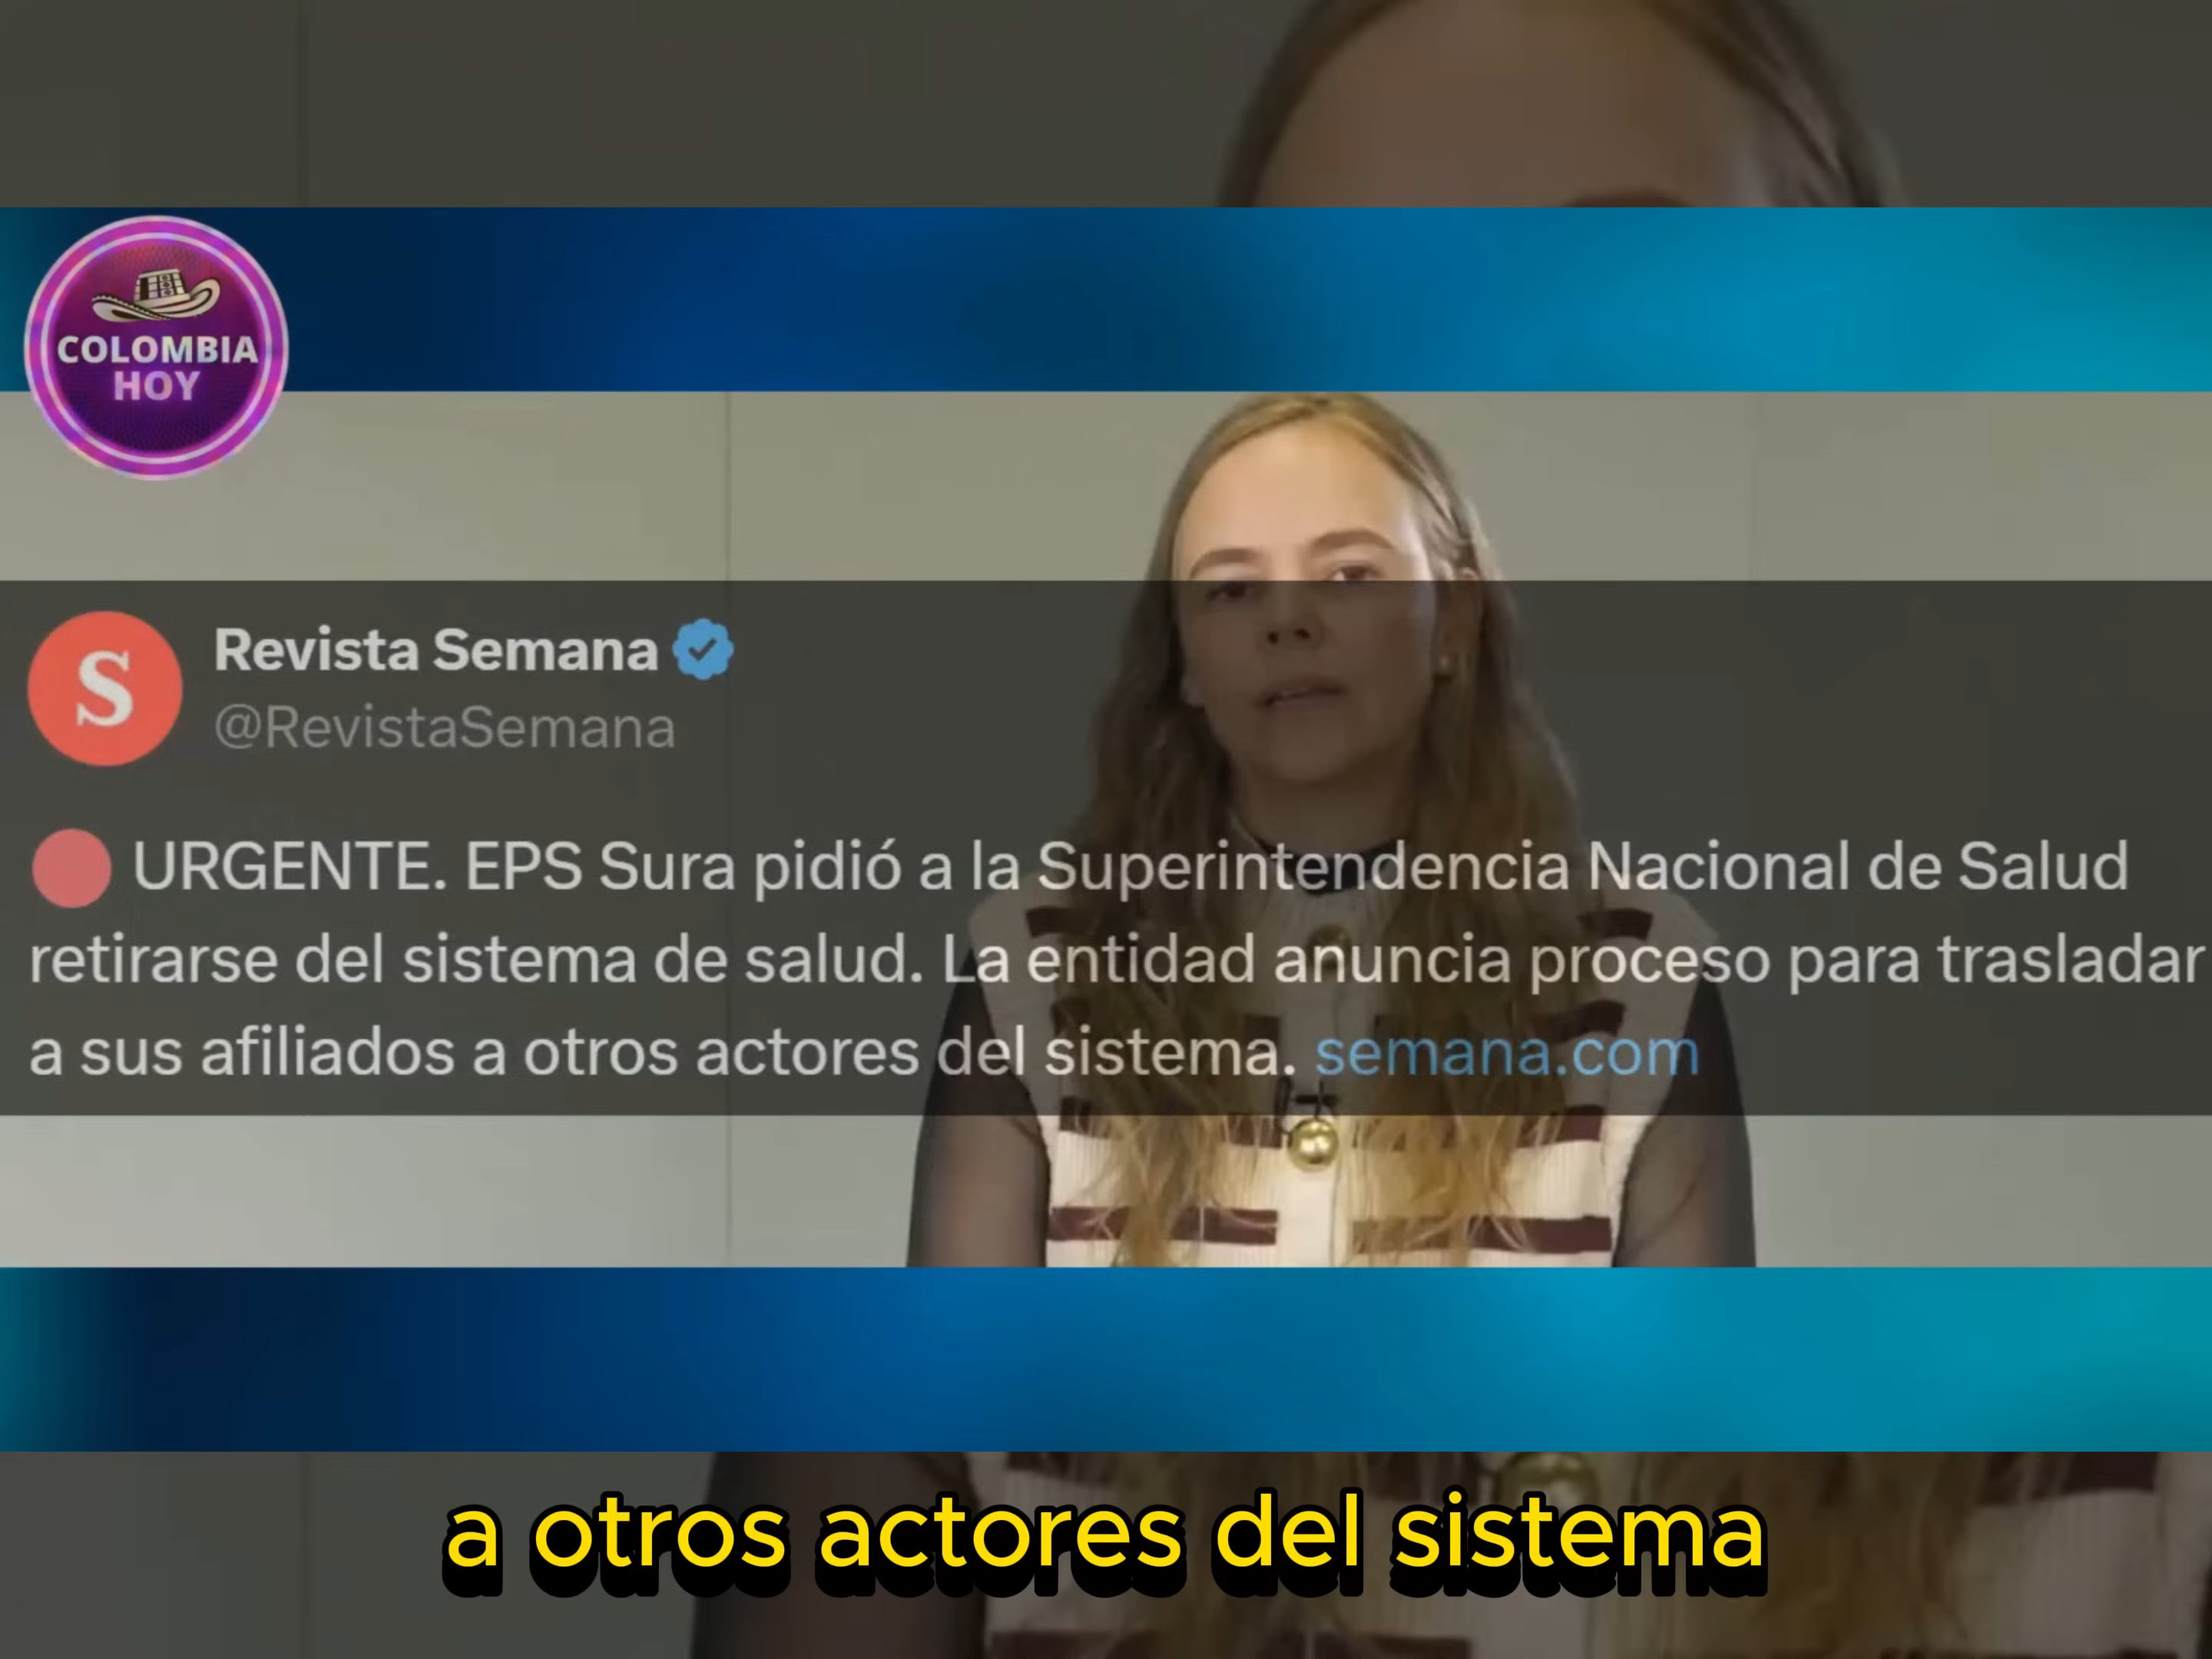 COLOMBIA
HOY
S
Revista Semana
@RevistaSemana
URGENTE. EPS Sura pidió a la Superintendencia Nacional de Salud
retirarse del sistema de salud. La entidad anuncia proceso para trasladar
a sus afiliados a otros actores del sistema. semana.com
a otros actores del sistema